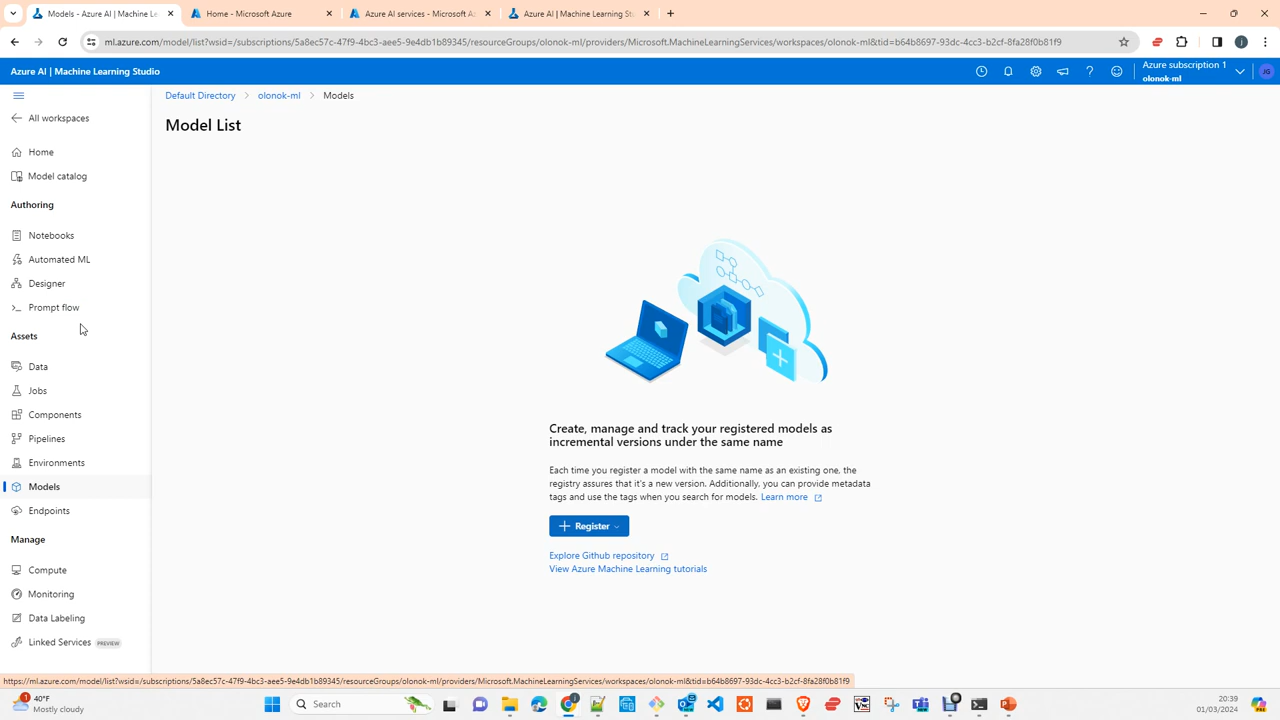 Models - Azure AI | Machine Le
Home - Microsoft Azure
Azure AI services - Microsoft Az
Azure AI | Machine Learning Stu
ml.azure.com/model/list?wsid=/subscriptions/5a8ec57c-47f9-4bc3-aee5-9e4db1b89345/resourceGroups/olonok-ml/providers/Microsoft.MachineLearningServices/workspaces/olonok-ml&tid=b64b8697-93dc-4cc3-b2cf-8fa28f0b81f9
Azure AI | Machine Learning Studio
Azure subscription 1
olonok-ml
JG
All workspaces
Home
Model catalog
Authoring
Notebooks
Automated ML
Designer
Prompt flow
Assets
Data
Jobs
Components
Pipelines
Environments
Models
Endpoints
Manage
Compute
Monitoring
Data Labeling
Linked Services PREVIEW
Default Directory > olonok-ml > Models
Model List
Create, manage and track your registered models as
incremental versions under the same name
Each time you register a model with the same name as an existing one, the
registry assures that it's a new version. Additionally, you can provide metadata
tags and use the tags when you search for models. Learn more
Register
Explore Github repository
View Azure Machine Learning tutorials
https://ml.azure.com/model/list?wsid=/subscriptions/5a8ec57c-47f9-4bc3-aee5-9e4db1b89345/resourceGroups/olonok-ml/providers/Microsoft.MachineLearningServices/workspaces/olonok-ml&tid=b64b8697-93dc-4cc3-b2cf-8fa28f0b81f9
1
40°F
Mostly cloudy
Search
20:39
01/03/2024